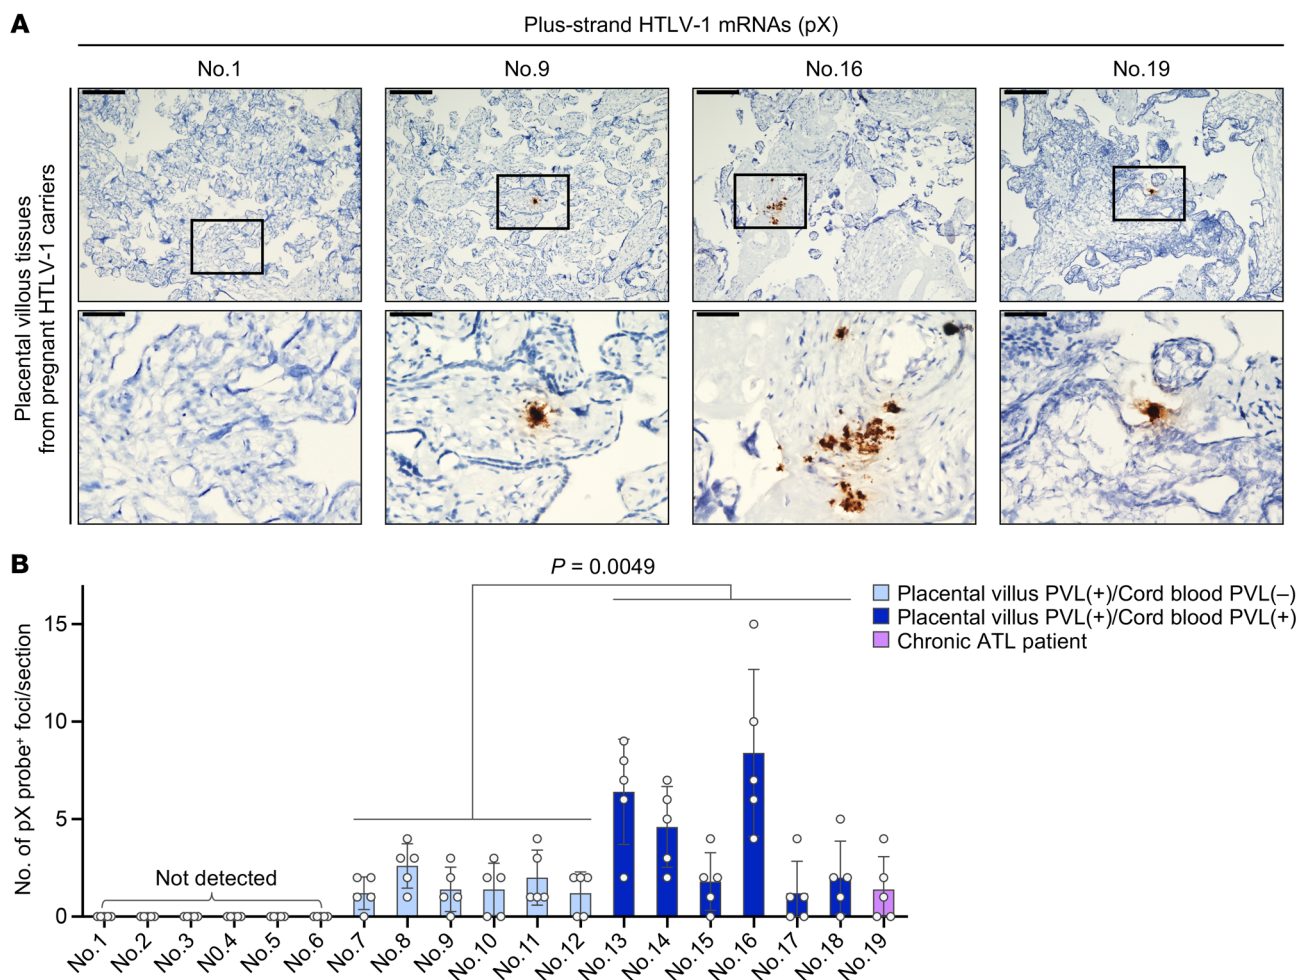 A
Plus-strand HTLV-1 mRNAs (pX)
No.1
No.9
No.16
No.19
Placental villous tissues
from pregnant HTLV-1 carriers
B
P = 0.0049
Placental villus PVL(+)/Cord blood PVL(–)
Placental villus PVL(+)/Cord blood PVL(+)
Chronic ATL patient
No. of pX probe⁺ foci/section
15
10
5
0
Not detected
No.1
No.2
No.3
N0.4
No.5
No.6
No.7
No.8
No.9
No.10
No.11
No.12
No.13
No.14
No.15
No.16
No.17
No.18
No.19